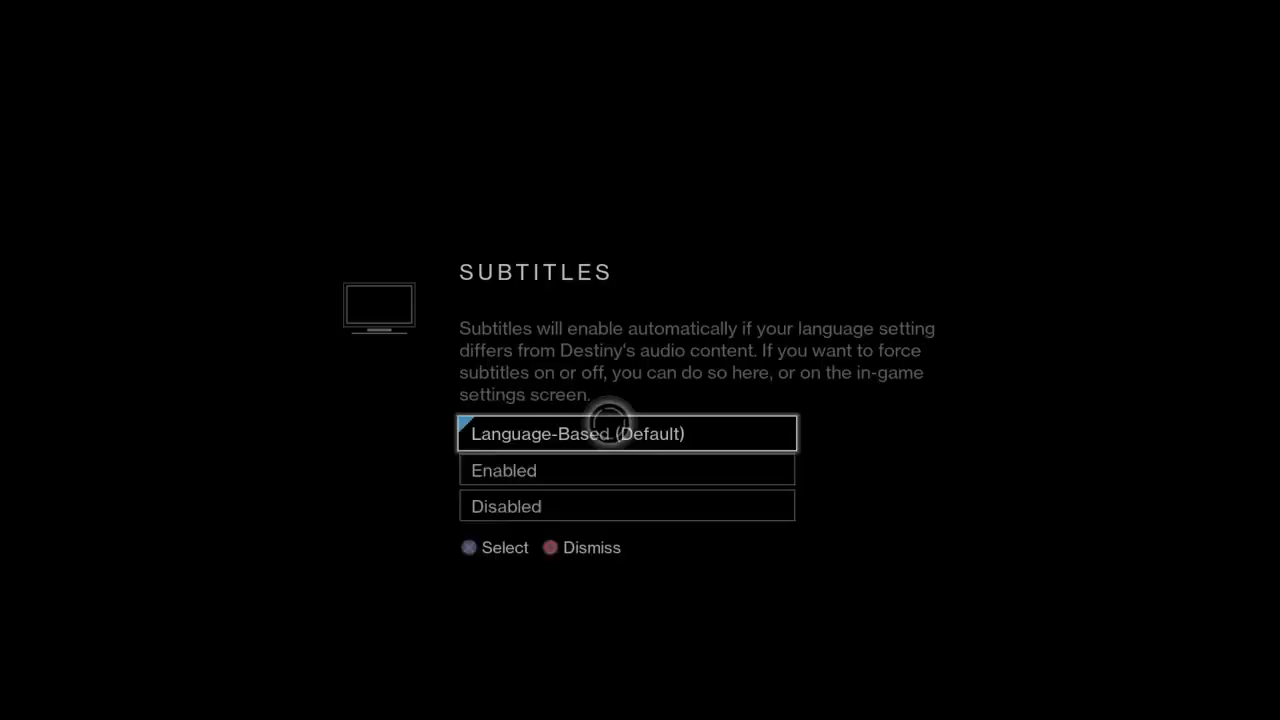 SUBTITLES
Subtitles will enable automatically if your language setting
differs from Destiny's audio content. If you want to force
subtitles on or off, you can do so here, or on the in-game
settings screen.
Language-Based (Default)
Enabled
Disabled
Select Dismiss